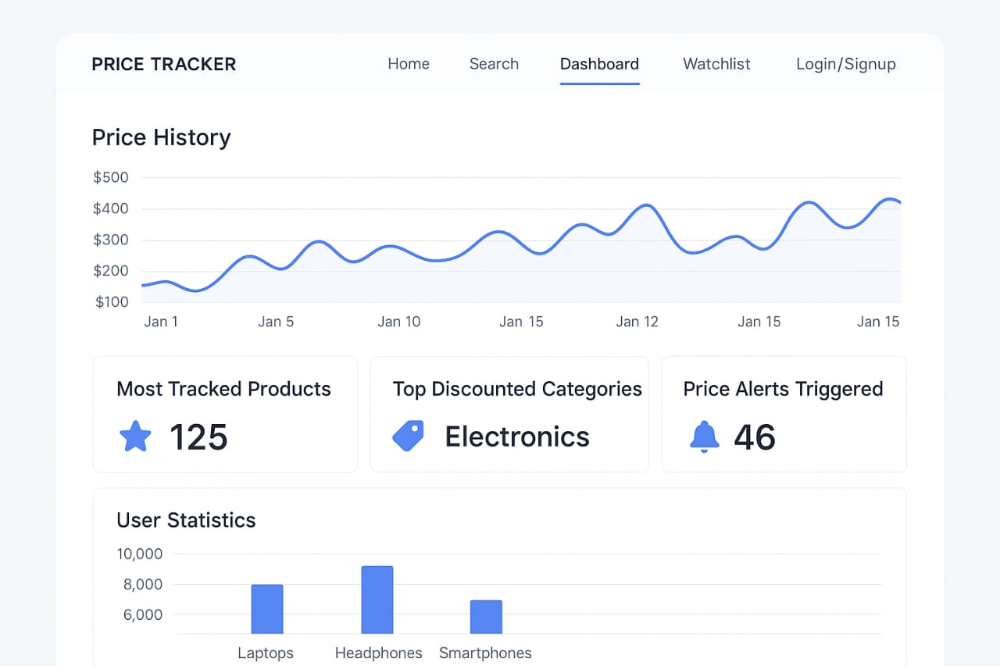 PRICE TRACKER
Home Search Dashboard Watchlist Login/Signup
Price History
$500
$400
$300
$200
$100
Jan 1 Jan 5 Jan 10 Jan 15 Jan 12 Jan 15 Jan 15
Most Tracked Products
125
Top Discounted Categories
Electronics
Price Alerts Triggered
46
User Statistics
10,000
8,000
6,000
Laptops Headphones Smartphones